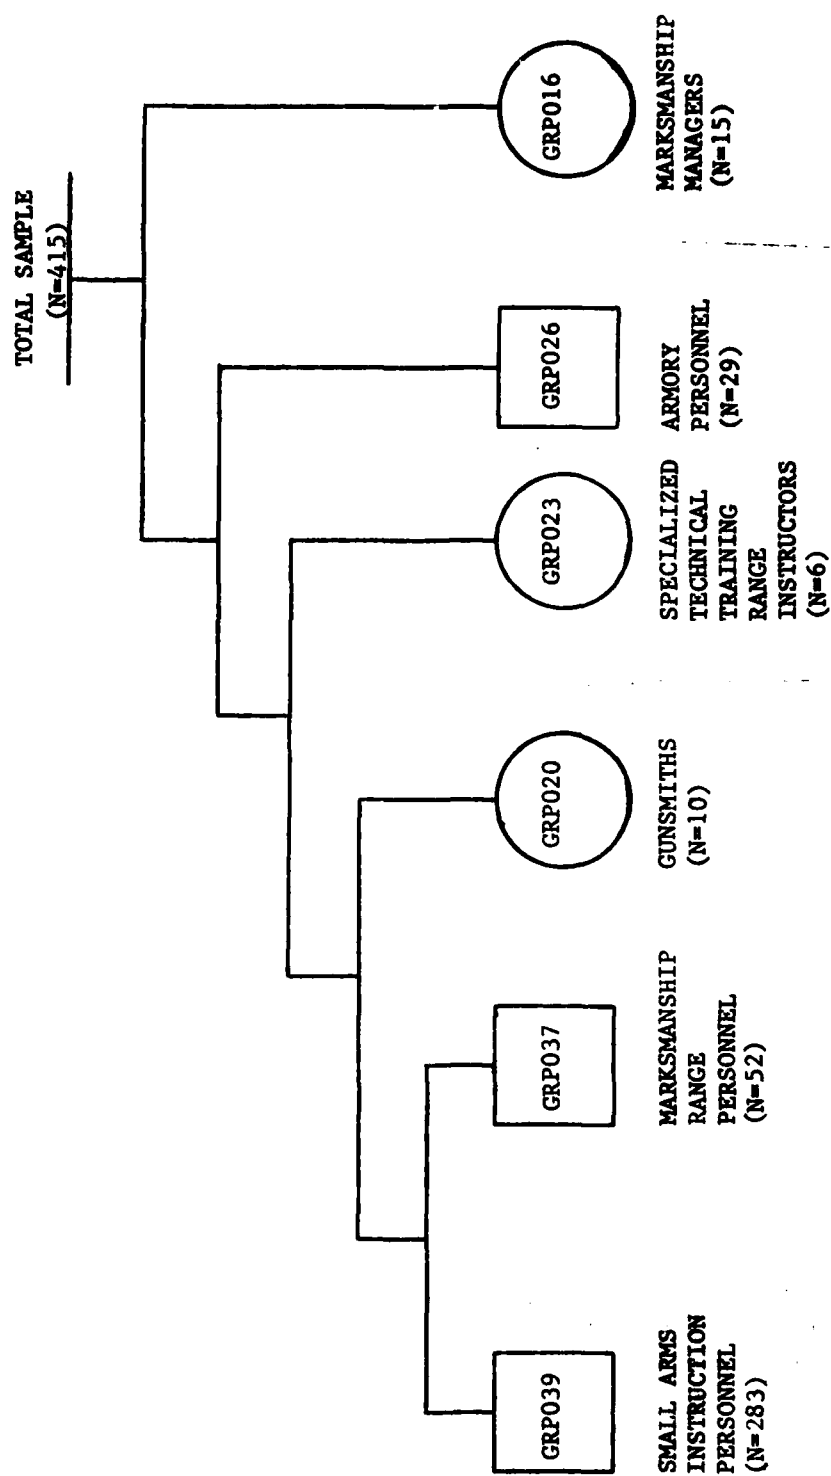 TOTAL SAMPLE
(N=415)
GRP039
SMALL ARMS
INSTRUCTION
PERSONNEL
(N=283)
GRP037
MARKSMANSHIP
RANGE
PERSONNEL
(N=52)
GRP020
GUNSMITHS
(N=10)
GRP023
SPECIALIZED
TECHNICAL
TRAINING
RANGE
INSTRUCTORS
(N=6)
GRP026
ARMORY
PERSONNEL
(N=29)
GRP016
MARKSMANSHIP
MANAGERS
(N=15)